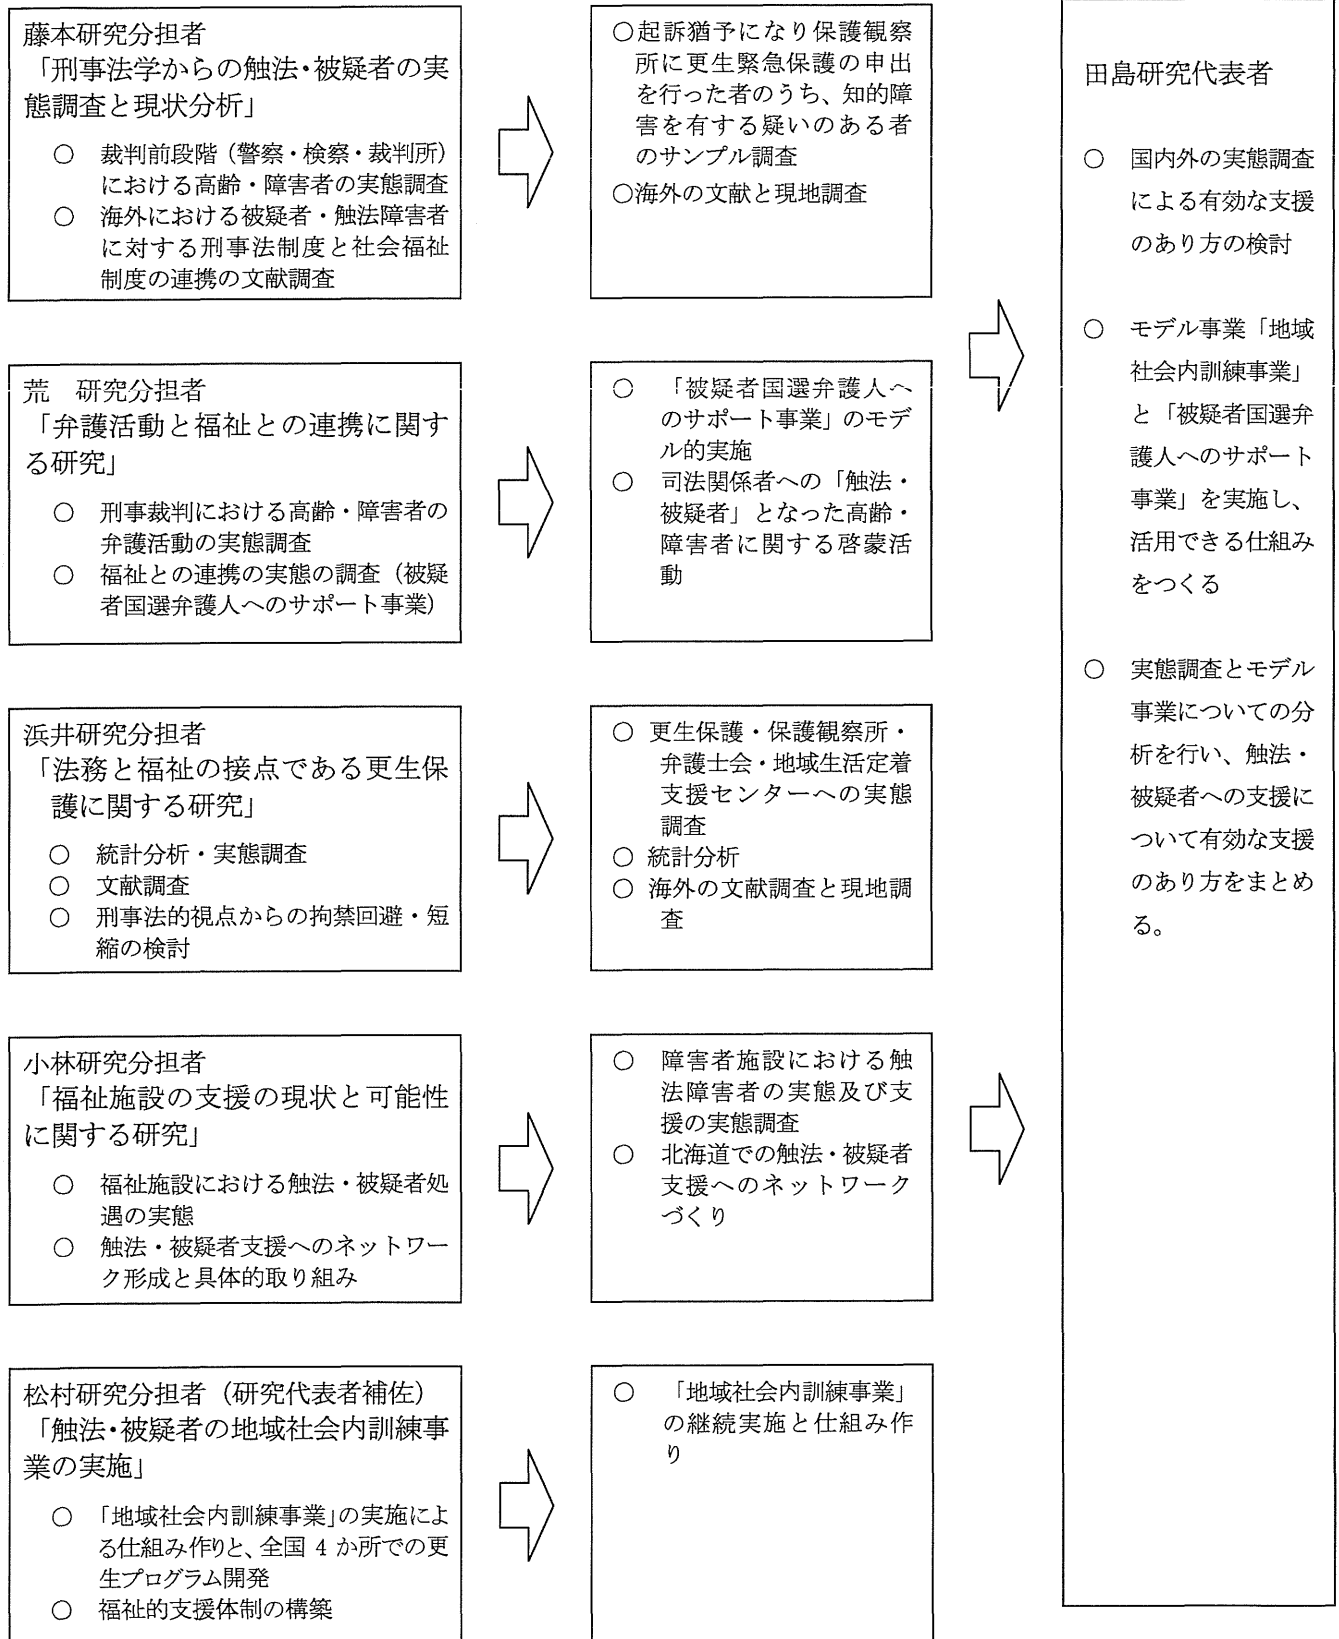 藤本研究分担者
「刑事法学からの触法・被疑者の実
態調査と現状分析」
○ 裁判前段階（警察・検察・裁判所）
における高齢・障害者の実態調査
○ 海外における被疑者・触法障害者
に対する刑事法制度と社会福祉
制度の連携の文献調査
○起訴猶予になり保護観察
所に更生緊急保護の申出
を行った者のうち、知的障
害を有する疑いのある者
のサンプル調査
○海外の文献と現地調査
荒　研究分担者
「弁護活動と福祉との連携に関す
る研究」
○ 刑事裁判における高齢・障害者の
弁護活動の実態調査
○ 福祉との連携の実態の調査（被疑
者国選弁護人へのサポート事業）
○ 「被疑者国選弁護人へ
のサポート事業」のモデ
ル的実施
○ 司法関係者への「触法・
被疑者」となった高齢・
障害者に関する啓蒙活
動
浜井研究分担者
「法務と福祉の接点である更生保
護に関する研究」
○ 統計分析・実態調査
○ 文献調査
○ 刑事法的視点からの拘禁回避・短
縮の検討
○ 更生保護・保護観察所・
弁護士会・地域生活定着
支援センターへの実態
調査
○ 統計分析
○ 海外の文献調査と現地調
査
小林研究分担者
「福祉施設の支援の現状と可能性
に関する研究」
○ 福祉施設における触法・被疑者処
遇の実態
○ 触法・被疑者支援へのネットワー
ク形成と具体的取り組み
○ 障害者施設における触
法障害者の実態及び支
援の実態調査
○ 北海道での触法・被疑者
支援へのネットワーク
づくり
松村研究分担者（研究代表者補佐）
「触法・被疑者の地域社会内訓練事
業の実施」
○ 「地域社会内訓練事業」の実施によ
る仕組み作りと、全国 4 か所での更
生プログラム開発
○ 福祉的支援体制の構築
○ 「地域社会内訓練事業」
の継続実施と仕組み作
り
田島研究代表者
○ 国内外の実態調査
による有効な支援
のあり方の検討
○ モデル事業「地域
社会内訓練事業」
と「被疑者国選弁
護人へのサポート
事業」を実施し、
活用できる仕組み
をつくる
○ 実態調査とモデル
事業についての分
析を行い、触法・
被疑者への支援に
ついて有効な支援
のあり方をまとめ
る。